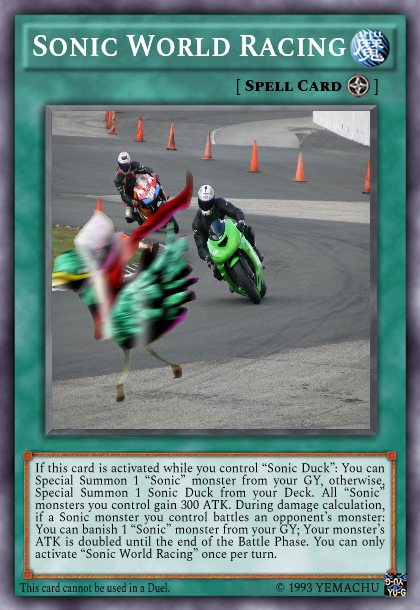 SONIC WORLD RACING 魔
[ SPELL CARD ]
If this card is activated while you control “Sonic Duck”: You can
Special Summon 1 “Sonic” monster from your GY, otherwise,
Special Summon 1 Sonic Duck from your Deck. All “Sonic”
monsters you control gain 300 ATK. During damage calculation,
if a Sonic monster you control battles an opponent's monster:
You can banish 1 “Sonic” monster from your GY; Your monster's
ATK is doubled until the end of the Battle Phase. You can only
activate “Sonic World Racing” once per turn.
This card cannot be used in a Duel.
© 1993 YEMACHU